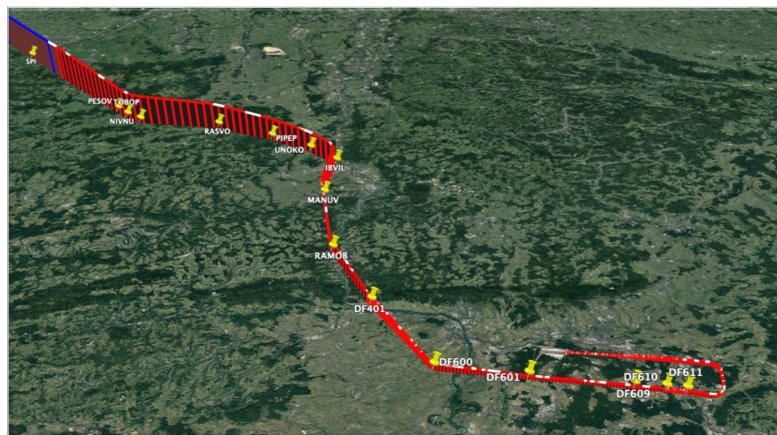 SPI
PESOV TOBOP
NIVNU
RASVO
PIPEP
UNOKO
IBVIL
MANUV
RAMOB
DF401
DF600
DF601
DF610
DF611
DF609